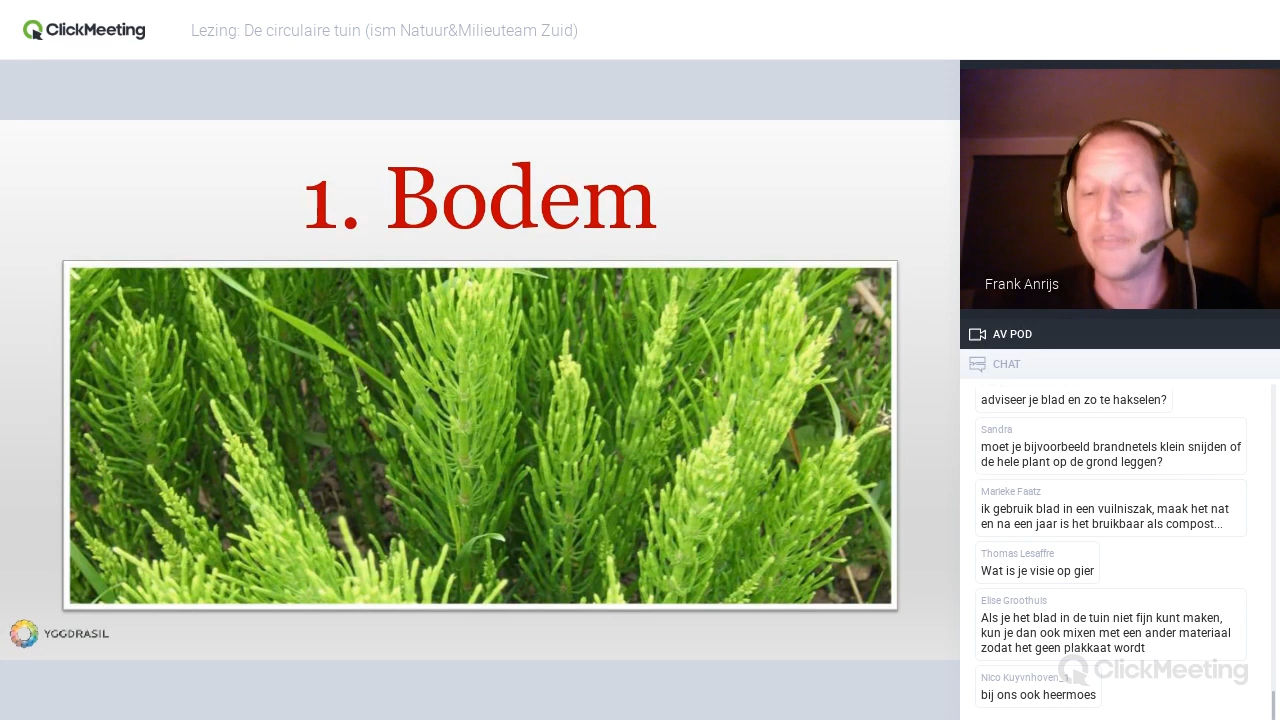 ClickMeeting
Lezing: De circulaire tuin (ism Natuur&Milieuteam Zuid)
1. Bodem
YGGDRASIL
Frank Anrijs
AV POD
CHAT
adviseer je blad en zo te hakselen?
Sandra
moet je bijvoorbeeld brandnetels klein snijden of
de hele plant op de grond leggen?
Marieke Faatz
ik gebruik blad in een vuilniszak, maak het nat
en na een jaar is het bruikbaar als compost...
Thomas Lesaffre
Wat is je visie op gier
Elise Groothuis
Als je het blad in de tuin niet fijn kunt maken,
kun je dan ook mixen met een ander materiaal
zodat het geen plakkaat wordt
ClickMeeting
Nico Kuyvnhoven_1
bij ons ook heermoes